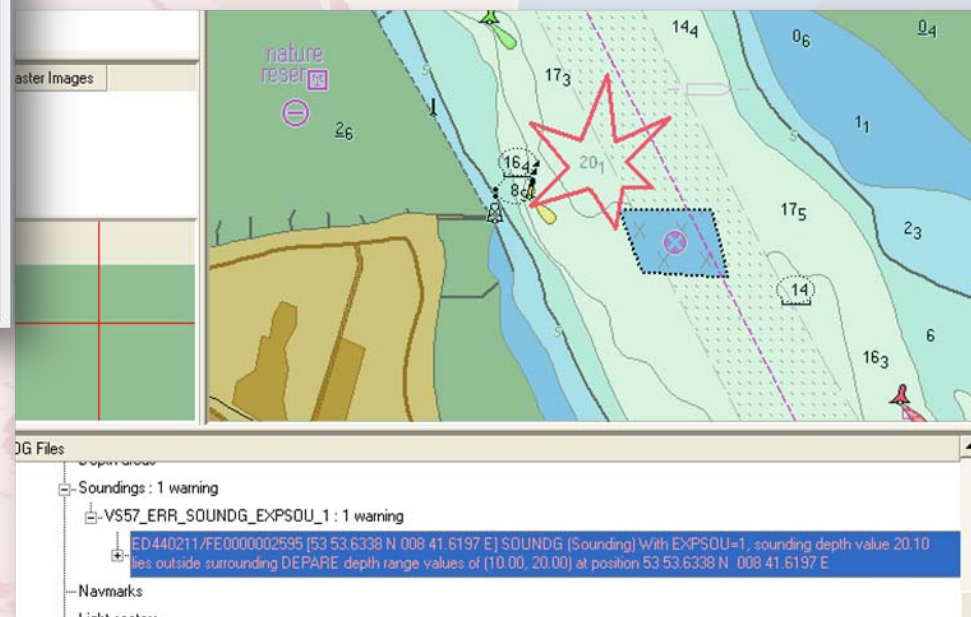 aster Images
nature
reser
ns
2₆
5
14₄
0₆
0₄
17₃
1₁
5
16₄
20₁
17₅
2₃
14
5
6
16₃
OG Files
Soundings : 1 warning
VS57_ERR_SOUNDG_EXPSOU_1 : 1 warning
ED440211/FE0000002595 [53 53.6338 N 008 41.6197 E] SOUNDG (Sounding) With EXPSOU=1, sounding depth value 20.10
lies outside surrounding DEPARE depth range values of (10.00, 20.00) at position 53 53.6338 N 008 41.6197 E
Navmarks